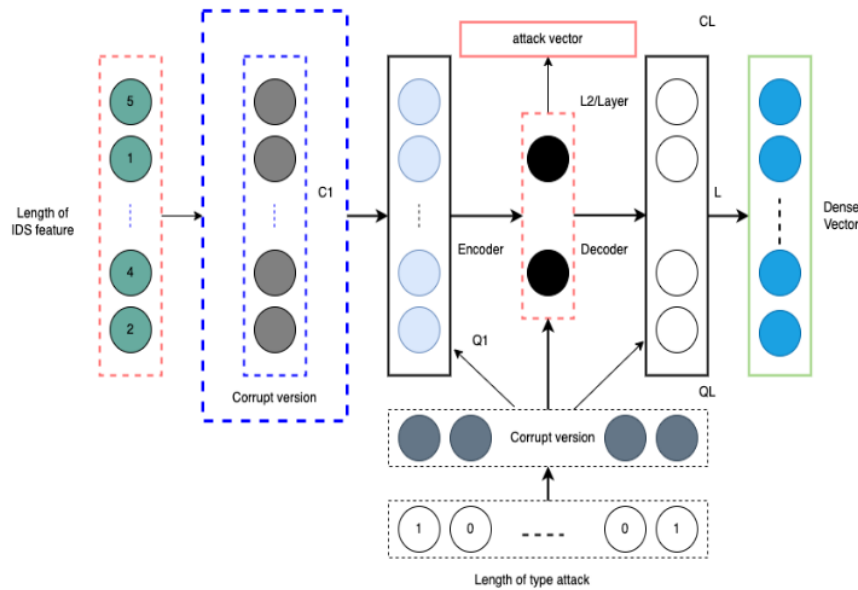 CL
attack vector
5
L2/Layer
1
C1
L
Length of
IDS feature
Dense
Vector
Encoder
Decoder
4
2
Q1
Corrupt version
QL
Corrupt version
1
0
0
1
Length of type attack